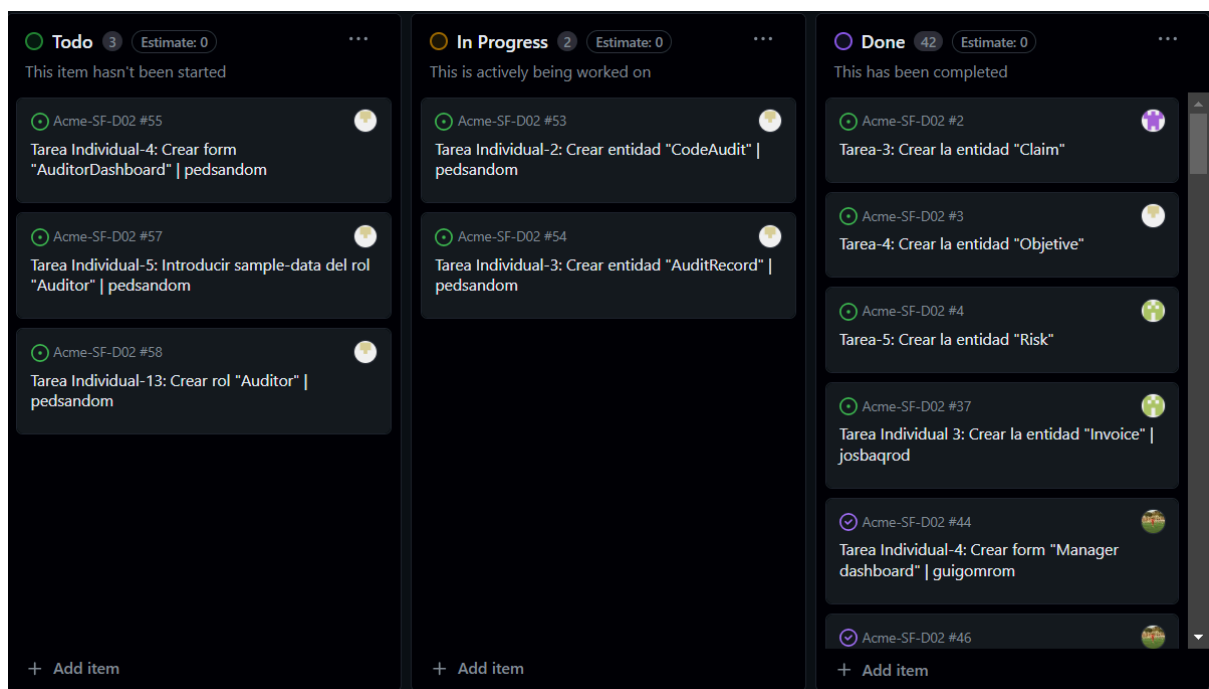 Todo 3 Estimate: 0 ...
This item hasn't been started
Acme-SF-D02 #55
Tarea Individual-4: Crear form
"AuditorDashboard" | pedsandom
Acme-SF-D02 #57
Tarea Individual-5: Introducir sample-data del rol
"Auditor" | pedsandom
Acme-SF-D02 #58
Tarea Individual-13: Crear rol "Auditor" |
pedsandom
+ Add item
In Progress 2 Estimate: 0 ...
This is actively being worked on
Acme-SF-D02 #53
Tarea Individual-2: Crear entidad "CodeAudit" |
pedsandom
Acme-SF-D02 #54
Tarea Individual-3: Crear entidad "AuditRecord" |
pedsandom
+ Add item
Done 42 Estimate: 0 ...
This has been completed
Acme-SF-D02 #2
Tarea-3: Crear la entidad "Claim"
Acme-SF-D02 #3
Tarea-4: Crear la entidad "Objetive"
Acme-SF-D02 #4
Tarea-5: Crear la entidad "Risk"
Acme-SF-D02 #37
Tarea Individual 3: Crear la entidad "Invoice" |
josbaqrod
Acme-SF-D02 #44
Tarea Individual-4: Crear form "Manager
dashboard" | guigomrom
Acme-SF-D02 #46
+ Add item